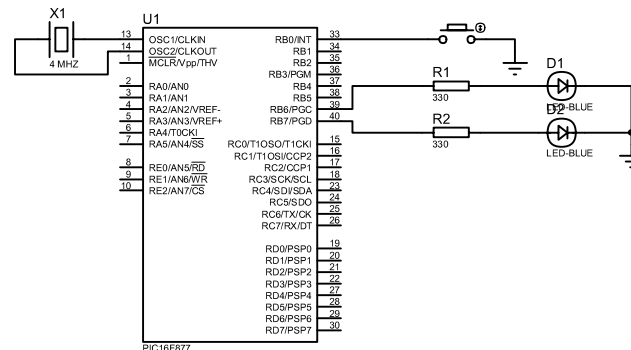 X1
4 MHZ
U1
13 OSC1/CLKIN
14 OSC2/CLKOUT
1 MCLR/Vpp/THV
2 RA0/AN0
3 RA1/AN1
4 RA2/AN2/VREF-
5 RA3/AN3/VREF+
6 RA4/T0CKI
7 RA5/AN4/SS
8 RE0/AN5/RD
9 RE1/AN6/WR
10 RE2/AN7/CS
RB0/INT 33
RB1 34
RB2 35
RB3/PGM 36
RB4 37
RB5 38
RB6/PGC 39
RB7/PGD 40
RC0/T1OSO/T1CKI 15
RC1/T1OSI/CCP2 16
RC2/CCP1 17
RC3/SCK/SCL 18
RC4/SDI/SDA 23
RC5/SDO 24
RC6/TX/CK 25
RC7/RX/DT 26
RD0/PSP0 19
RD1/PSP1 20
RD2/PSP2 21
RD3/PSP3 22
RD4/PSP4 27
RD5/PSP5 28
RD6/PSP6 29
RD7/PSP7 30
PIC16F877
R1
330
D1
LED-BLUE
R2
330
D2
LED-BLUE